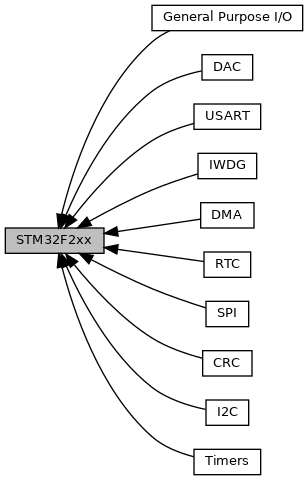 General Purpose I/O
DAC
USART
IWDG
DMA
STM32F2xx
RTC
SPI
CRC
I2C
Timers